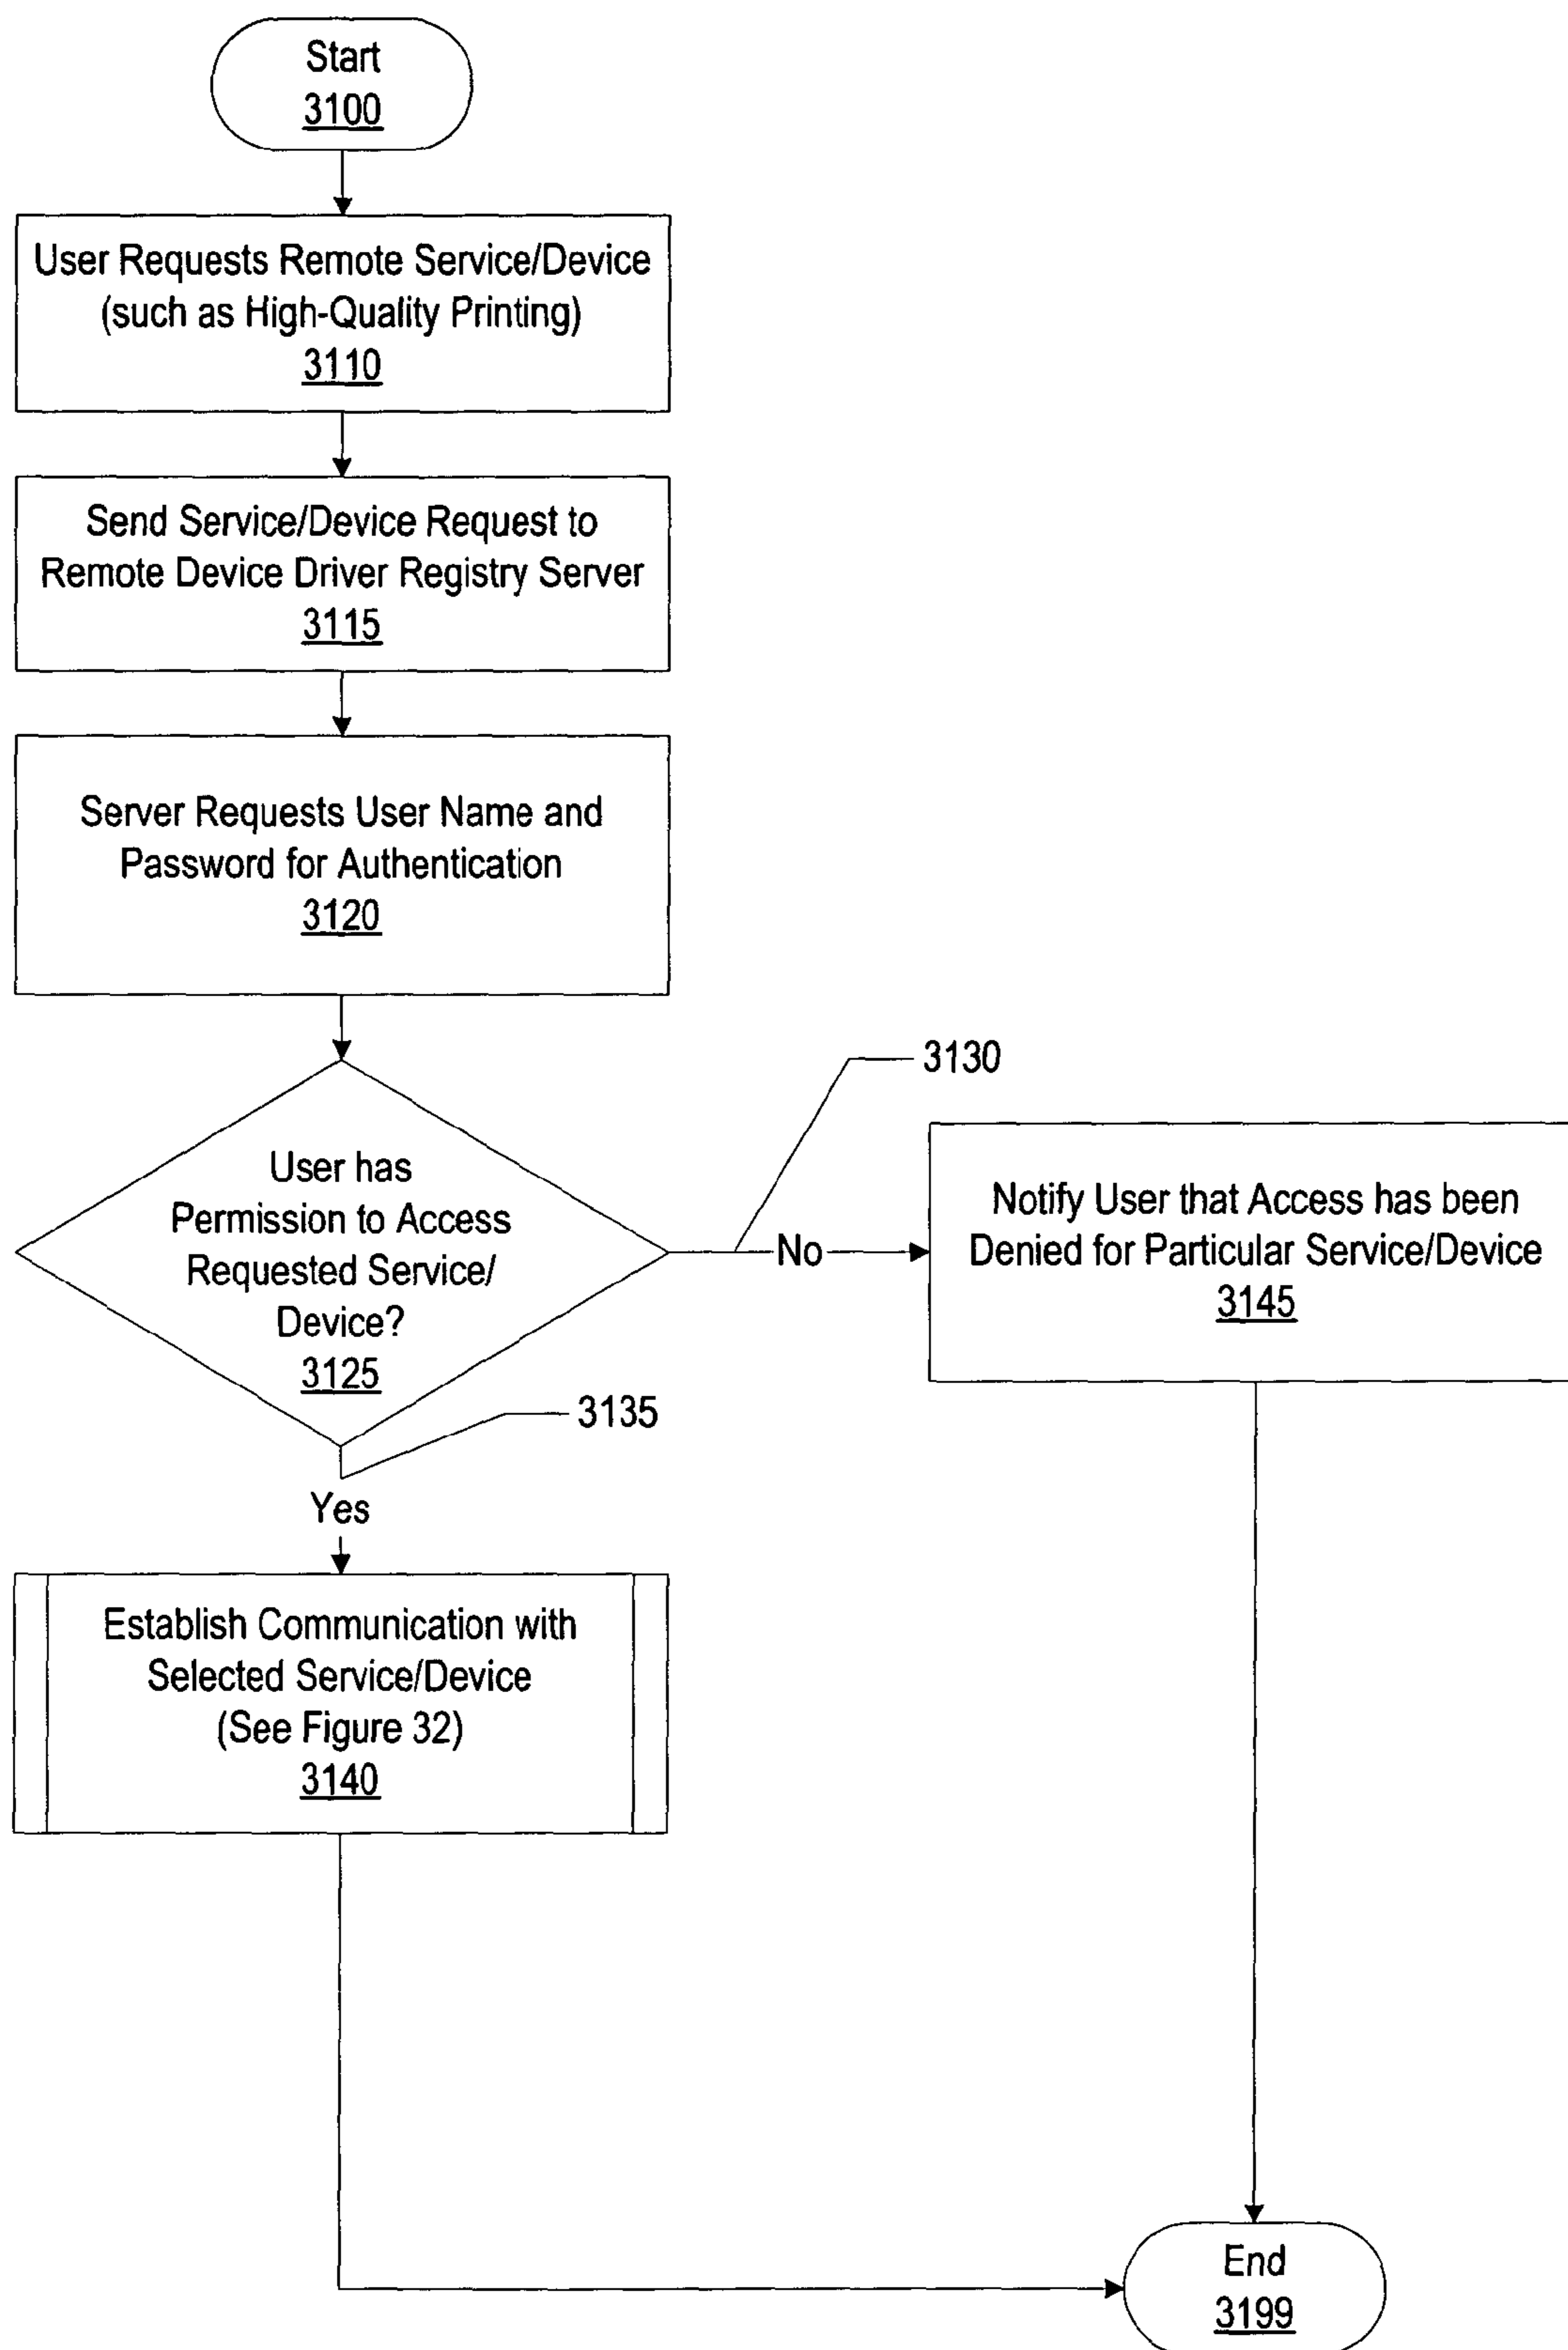 Start
3100
User Requests Remote Service/Device
(such as High-Quality Printing)
3110
Send Service/Device Request to
Remote Device Driver Registry Server
3115
Server Requests User Name and
Password for Authentication
3120
User has
Permission to Access
Requested Service/
Device?
3125
3130
No
Notify User that Access has been
Denied for Particular Service/Device
3145
3135
Yes
Establish Communication with
Selected Service/Device
(See Figure 32)
3140
End
3199